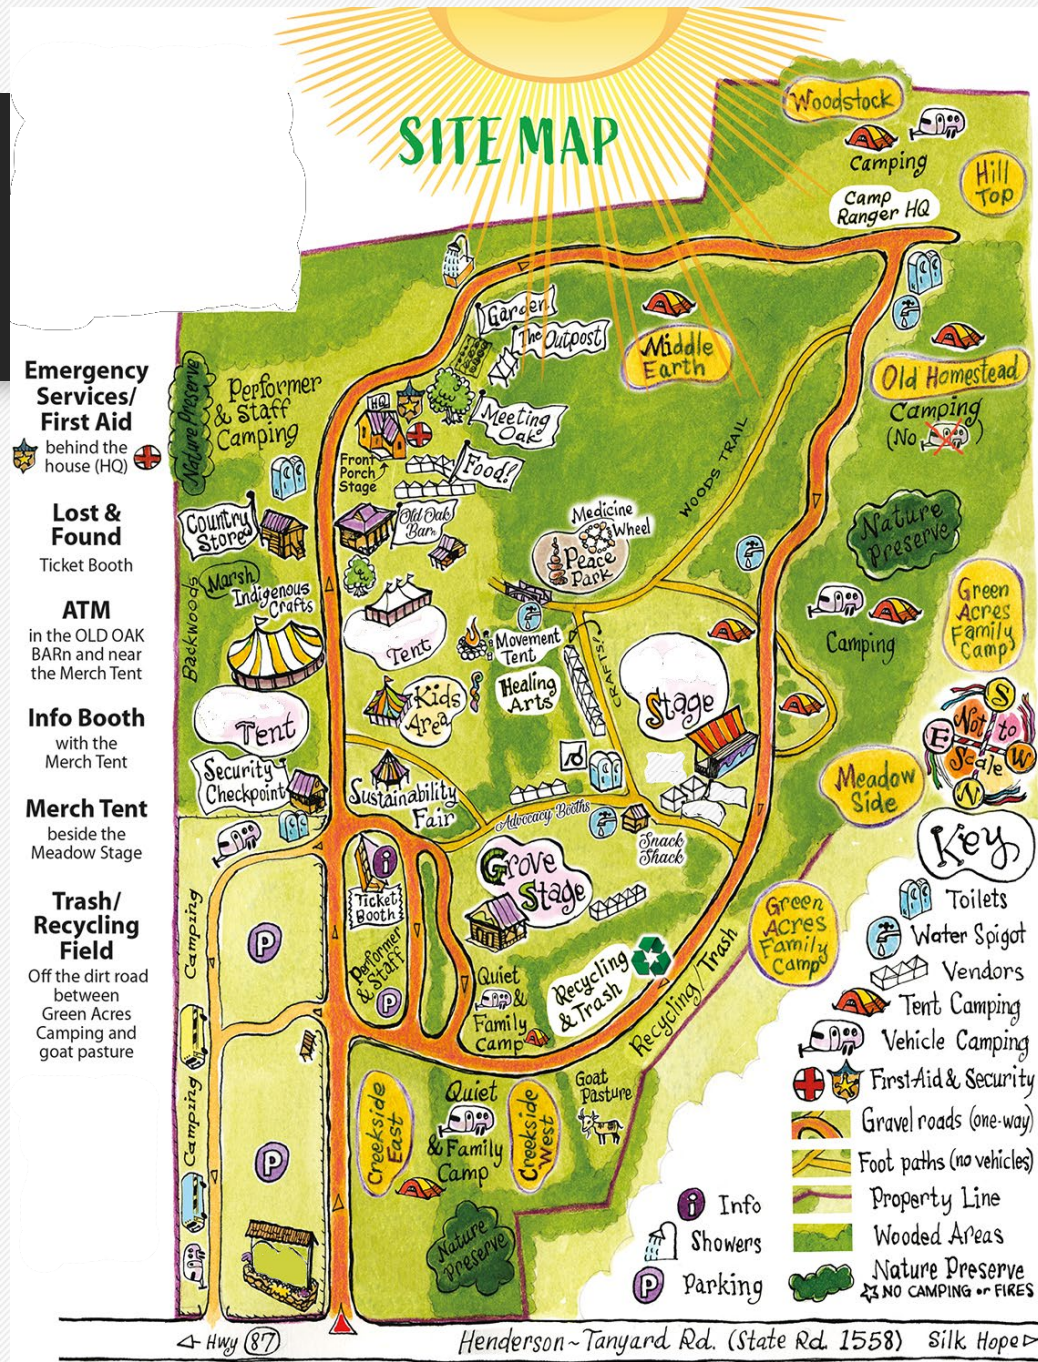 SITE MAP
Woodstock
Camping
Hill
Top
Camp
Ranger HQ
Garden
The Outpost
Middle
Earth
Old Homestead
Camping
(No )
Emergency
Services/
First Aid
behind the
house (HQ)
Nature Preserve
Performer
& Staff
Camping
HQ
Meeting
Oak
Front
Porch
Stage
Food!
WOODS TRAIL
Lost &
Found
Ticket Booth
Country
Store
Old Oak
Barn
Medicine
Wheel
Peace
Park
Nature
Preserve
ATM
in the OLD OAK
BARn and near
the Merch Tent
Backwoods
Marsh
Indigenous
Crafts
Tent
Movement
Tent
Healing
Arts
CRAFTS!
Stage
Camping
Green
Acres
Family
Camp
Info Booth
with the
Merch Tent
Tent
Kids
Area
Not to
Scale
S
E
W
N
Security
Checkpoint
Sustainability
Fair
Advocacy Booths
Snack
Shack
Meadow
Side
Merch Tent
beside the
Meadow Stage
Ticket
Booth
Grove
Stage
Trash/
Recycling
Field
Off the dirt road
between
Green Acres
Camping and
goat pasture
Camping
P
Performer
& Staff
P
Quiet
&
Family
Camp
Recycling
& Trash
Recycling/Trash
Green
Acres
Family
Camp
Camping
P
Creekside
East
Quiet
& Family
Camp
Creekside
West
Goat
Pasture
Nature
Preserve
Key
Toilets
Water Spigot
Vendors
Tent Camping
Vehicle Camping
First-Aid & Security
Gravel roads (one-way)
Foot paths (no vehicles)
Property Line
Wooded Areas
Nature Preserve
NO CAMPING or FIRES
i Info
Showers
P Parking
Hwy 87
Henderson~Tanyard Rd. (State Rd. 1558)
Silk Hope